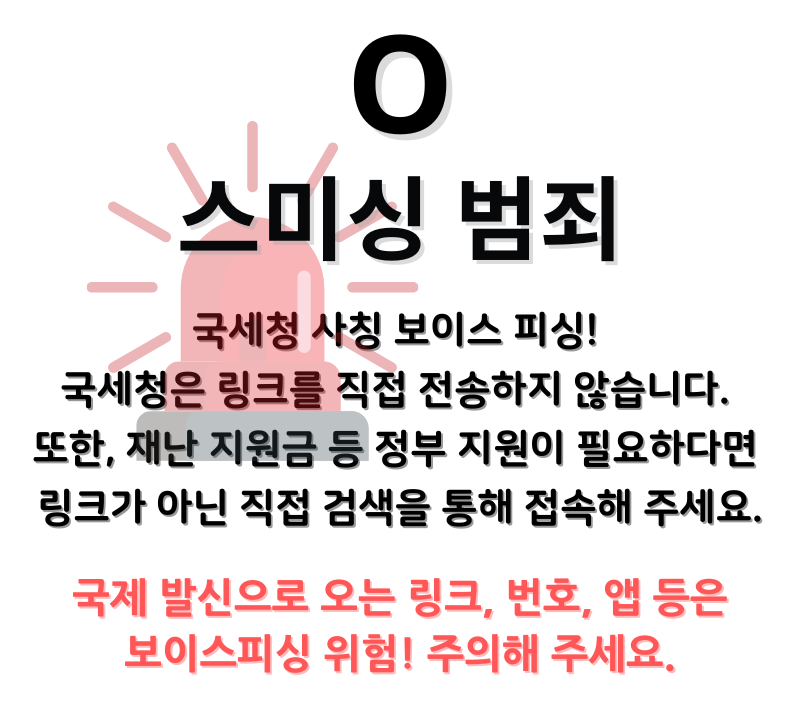 O
스미싱 범죄
국세청 사칭 보이스 피싱!
국세청은 링크를 직접 전송하지 않습니다.
또한, 재난 지원금 등 정부 지원이 필요하다면
링크가 아닌 직접 검색을 통해 접속해 주세요.
국제 발신으로 오는 링크, 번호, 앱 등은
보이스피싱 위험! 주의해 주세요.